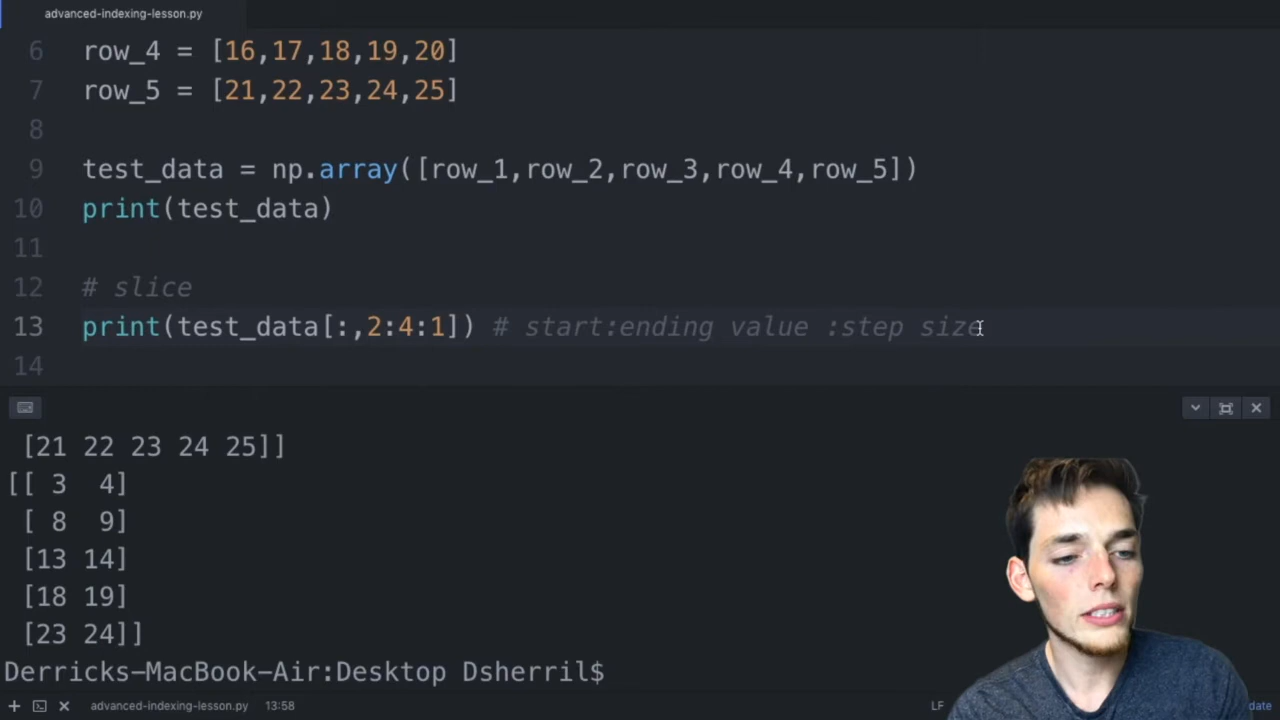 advanced-indexing-lesson.py
6 row_4 = [16,17,18,19,20]
7 row_5 = [21,22,23,24,25]
8
9 test_data = np.array([row_1,row_2,row_3,row_4,row_5])
10 print(test_data)
11
12 # slice
13 print(test_data[:,2:4:1]) # start:ending value :step size
14
[21 22 23 24 25]]
[[ 3  4]
[ 8  9]
[13 14]
[18 19]
[23 24]]
Derricks-MacBook-Air:Desktop Dsherril$
advanced-indexing-lesson.py 13:58 LF date